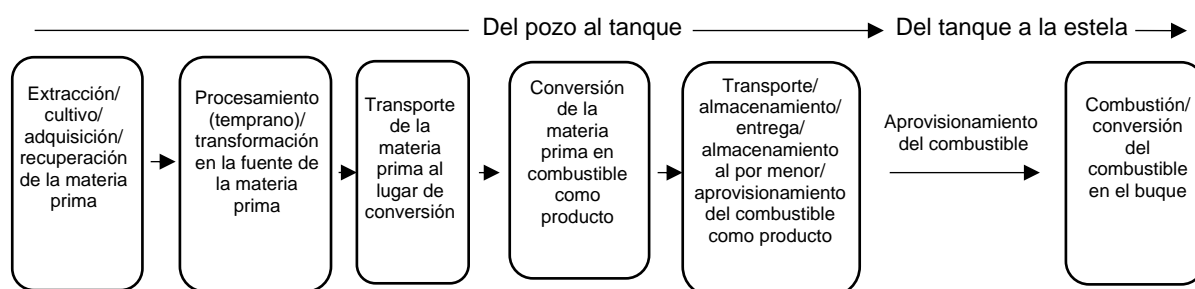 Del pozo al tanque
Del tanque a la estela
Extracción/
cultivo/
adquisición/
recuperación
de la materia
prima
Procesamiento
(temprano)/
transformación
en la fuente de
la materia
prima
Transporte
de la
materia
prima al
lugar de
conversión
Conversión
de la
materia
prima en
combustible
como
producto
Transporte/
almacenamiento/
entrega/
almacenamiento
al por menor/
aprovisionamiento
del combustible
como producto
Aprovisionamiento
del combustible
Combustión/
conversión
del
combustible
en el buque